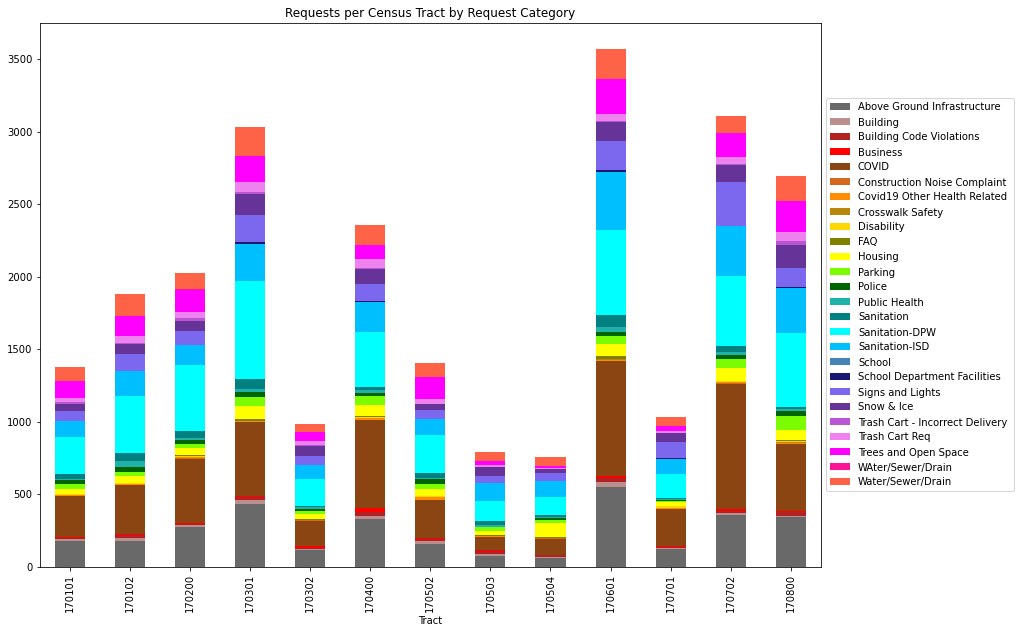 Requests per Census Tract by Request Category
3500
3000
2500
2000
1500
1000
500
0
170101
170102
170200
170301
170302
170400
170502
170503
170504
170601
170701
170702
170800
Tract
Above Ground Infrastructure
Building
Building Code Violations
Business
COVID
Construction Noise Complaint
Covid19 Other Health Related
Crosswalk Safety
Disability
FAQ
Housing
Parking
Police
Public Health
Sanitation
Sanitation-DPW
Sanitation-ISD
School
School Department Facilities
Signs and Lights
Snow & Ice
Trash Cart - Incorrect Delivery
Trash Cart Req
Trees and Open Space
WAter/Sewer/Drain
Water/Sewer/Drain